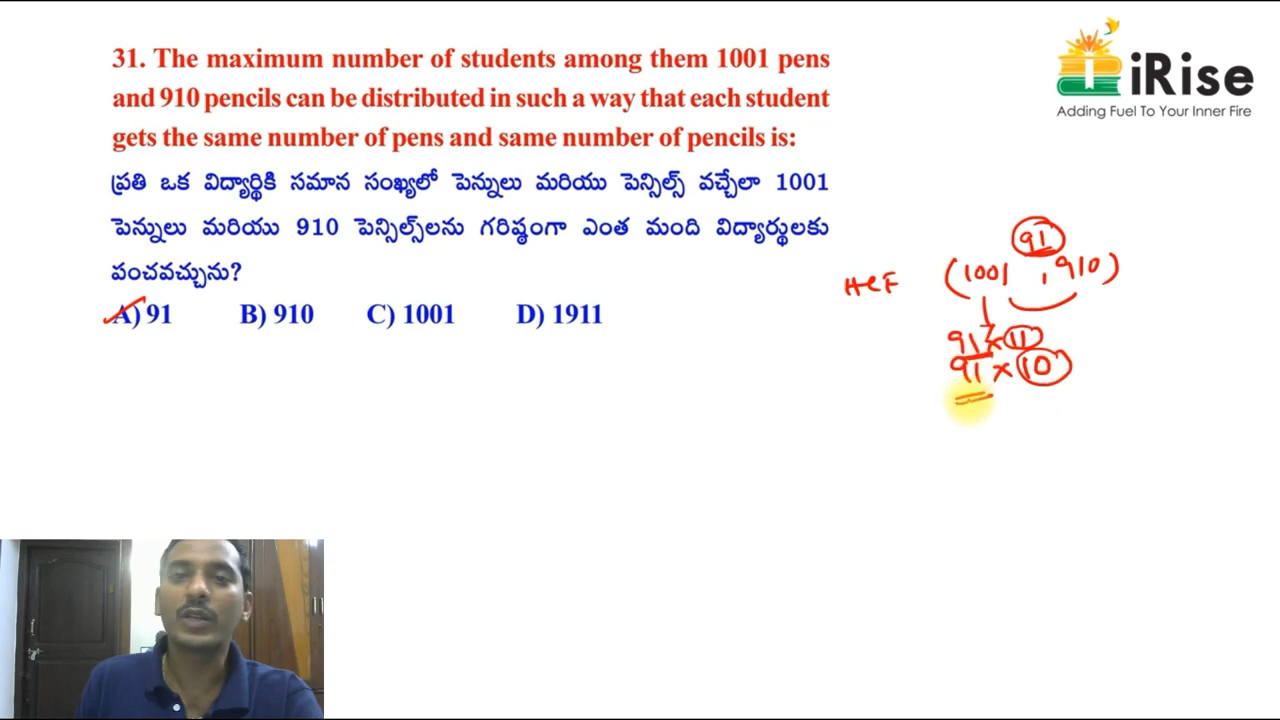 31. The maximum number of students among them 1001 pens
and 910 pencils can be distributed in such a way that each student
gets the same number of pens and same number of pencils is:
ప్రతి ఒక విద్యార్థికి సమాన సంఖ్యలో పెన్నులు మరియు పెన్సిల్స్ వచ్చేలా 1001
పెన్నులు మరియు 910 పెన్సిల్స్‌లను గరిష్ఠంగా ఎంత మంది విద్యార్థులకు
పంచవచ్చును?
A) 91 B) 910 C) 1001 D) 1911
iRise
Adding Fuel To Your Inner Fire
91
HCF (1001 , 910)
91 x 11
91 x 10